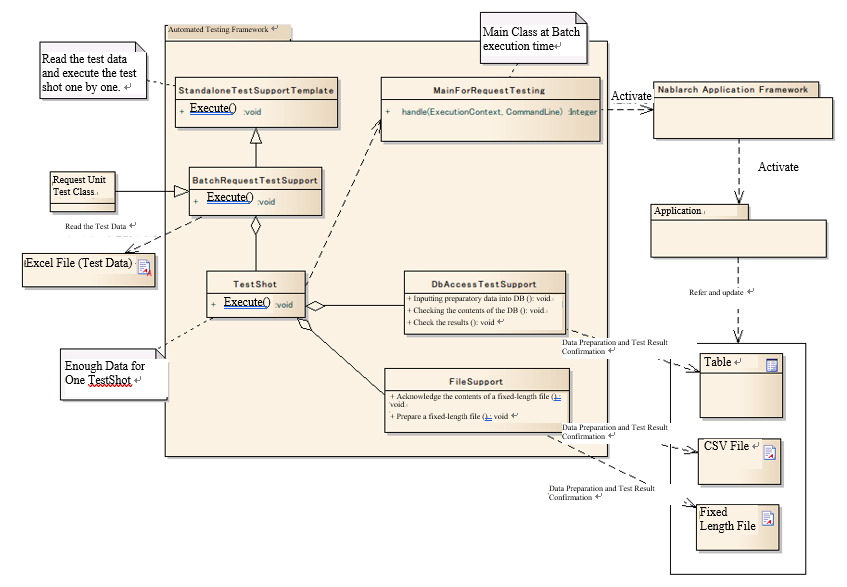 Automated Testing Framework
Main Class at Batch
execution time
Read the test data
and execute the test
shot one by one.
StandaloneTestSupportTemplate
+ Execute() :void
MainForRequestTesting
+ handle(ExecutionContext, CommandLine) :Integer
Activate
Nablarch Application Framework
Activate
Request Unit
Test Class
BatchRequestTestSupport
+ Execute() :void
Application
Read the Test Data
Excel File (Test Data)
TestShot
+ Execute() :void
DbAccessTestSupport
+ Inputting preparatory data into DB (): void
+ Checking the contents of the DB (): void
+ Check the results (): void
Refer and update
Data Preparation and Test Result
Confirmation
Table
Enough Data for
One TestShot
FileSupport
+ Acknowledge the contents of a fixed-length file ():
void
+ Prepare a fixed-length file (): void
Data Preparation and Test Result
Confirmation
CSV File
Data Preparation and Test Result
Confirmation
Fixed
Length File